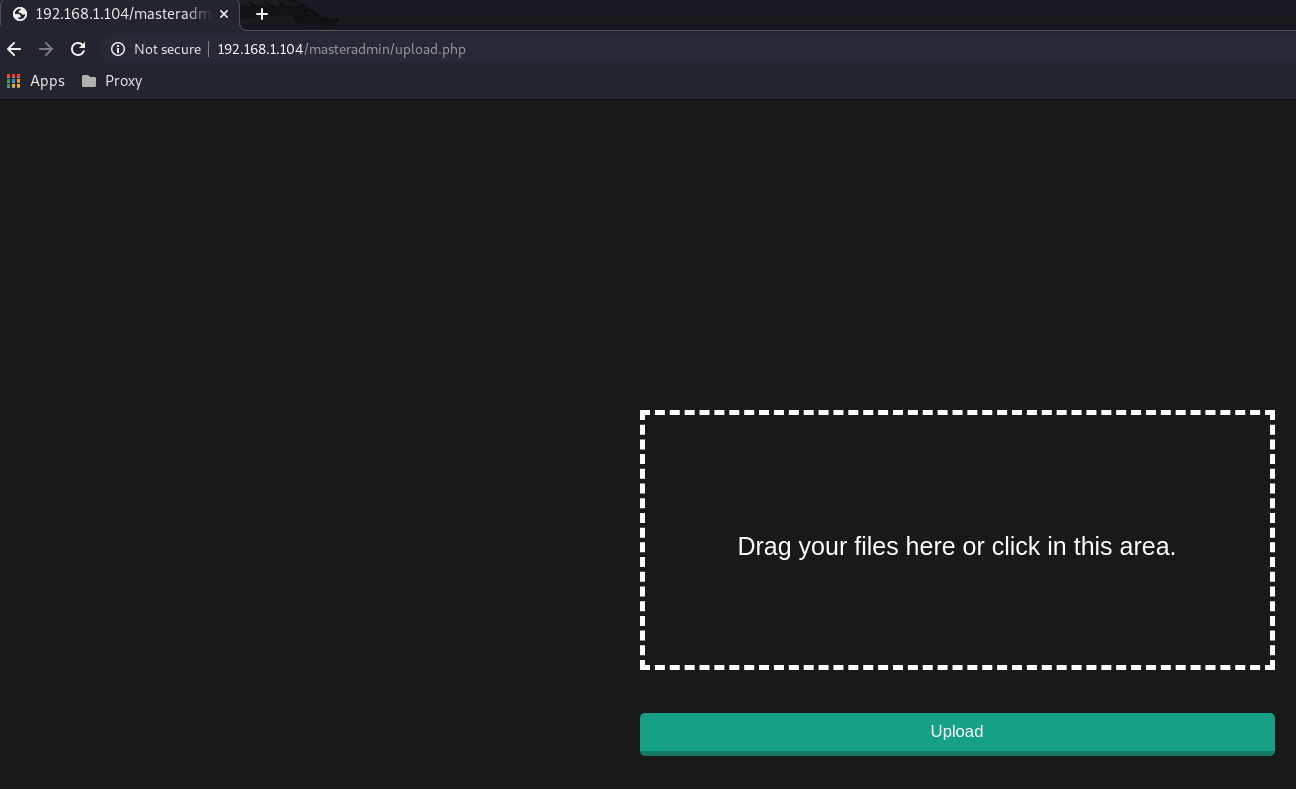 192.168.1.104/masteradm
Not secure 192.168.1.104/masteradmin/upload.php
Apps Proxy
Drag your files here or click in this area.
Upload